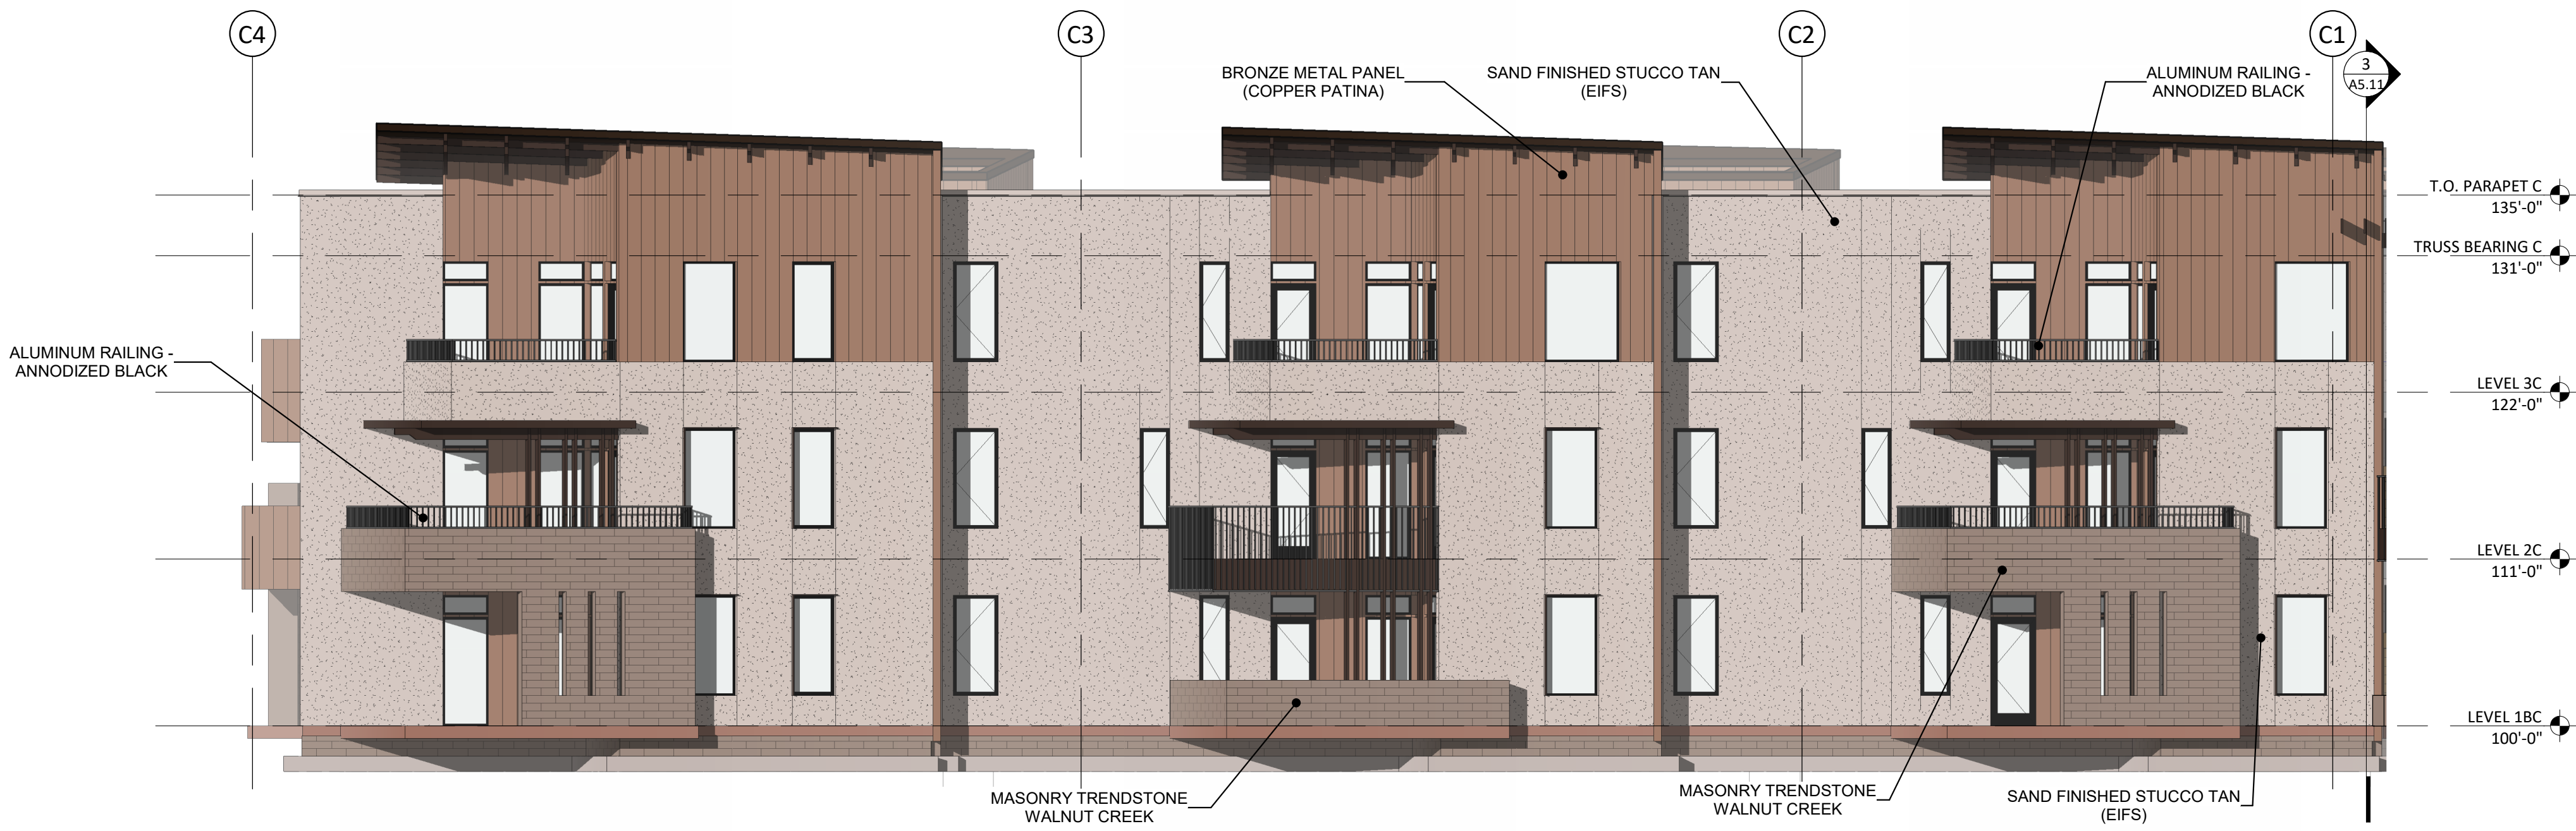 C4
C3
C2
C1
3
A5.11
BRONZE METAL PANEL
(COPPER PATINA)
SAND FINISHED STUCCO TAN
(EIFS)
ALUMINUM RAILING -
ANNODIZED BLACK
T.O. PARAPET C
135'-0"
TRUSS BEARING C
131'-0"
ALUMINUM RAILING -
ANNODIZED BLACK
LEVEL 3C
122'-0"
LEVEL 2C
111'-0"
LEVEL 1BC
100'-0"
MASONRY TRENDSTONE
WALNUT CREEK
MASONRY TRENDSTONE
WALNUT CREEK
SAND FINISHED STUCCO TAN
(EIFS)